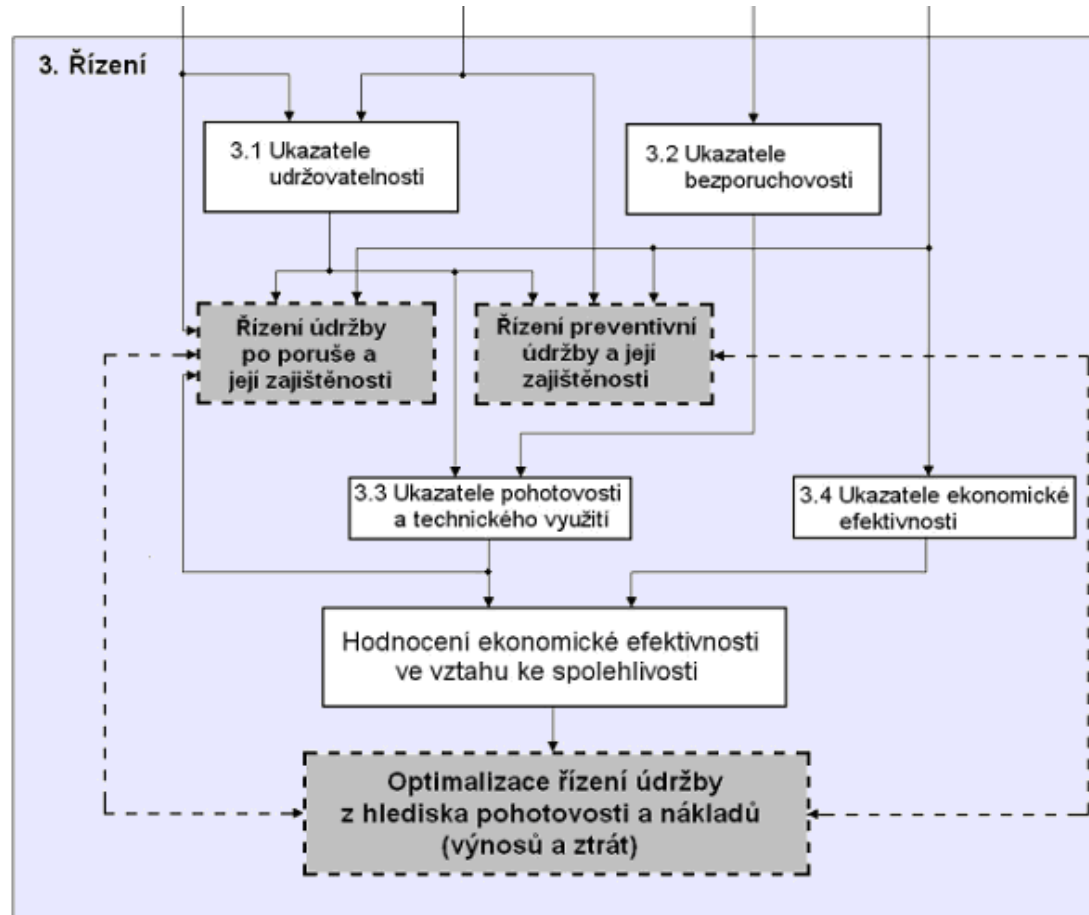 3. Řízení
3.1 Ukazatele
udržovatelnosti
3.2 Ukazatele
bezporuchovosti
Řízení údržby
po poruše a
její zajištěnosti
Řízení preventivní
údržby a její
zajištěnosti
3.3 Ukazatele pohotovosti
a technického využití
3.4 Ukazatele ekonomické
efektivnosti
Hodnocení ekonomické efektivnosti
ve vztahu ke spolehlivosti
Optimalizace řízení údržby
z hlediska pohotovosti a nákladů
(výnosů a ztrát)